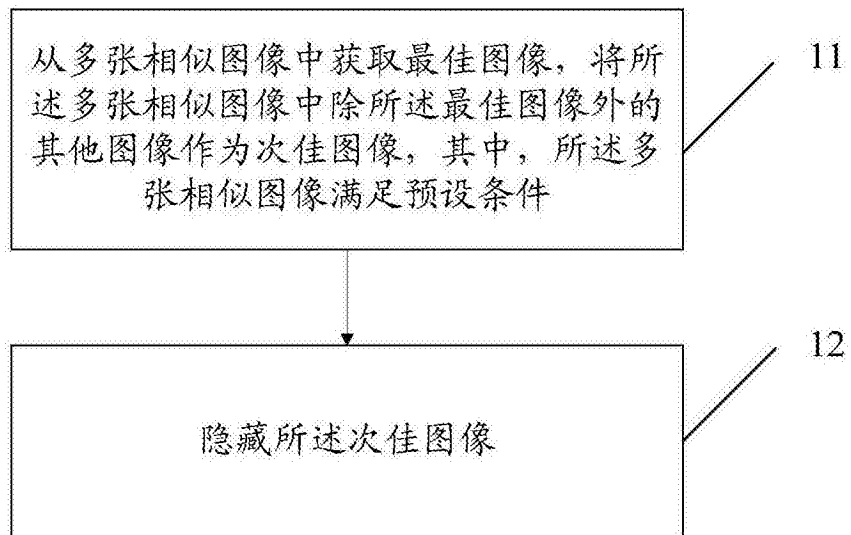 从多张相似图像中获取最佳图像，将所
述多张相似图像中除所述最佳图像外的
其他图像作为次佳图像，其中，所述多
张相似图像满足预设条件
11
隐藏所述次佳图像
12